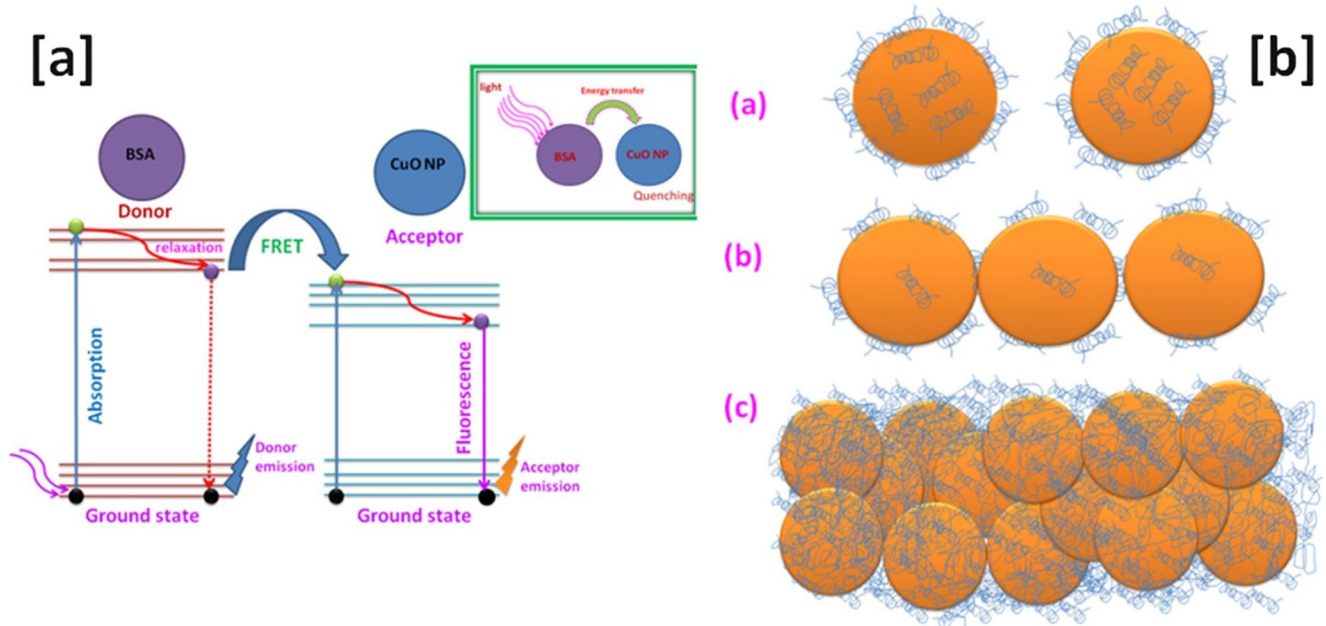 [a]
BSA
Donor
relaxation
FRET
CuO NP
Acceptor
light
Energy transfer
BSA
CuO NP
Quenching
Absorption
Donor
emission
Ground state
Fluorescence
Acceptor
emission
Ground state
[b]
(a)
(b)
(c)